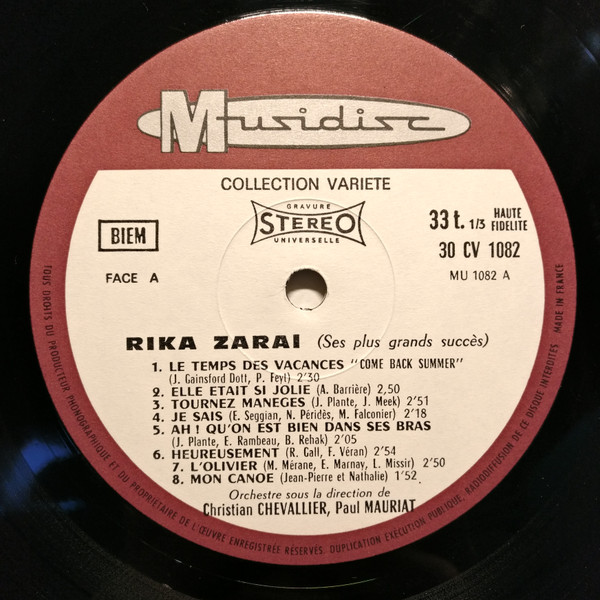 Musidisc
COLLECTION VARIETE
GRAVURE
STEREO
UNIVERSELLE
BIEM
FACE A
33 t. 1/3 HAUTE FIDELITE
30 CV 1082
MU 1082 A
RIKA ZARAI (Ses plus grands succès)
1. LE TEMPS DES VACANCES "COME BACK SUMMER"
(J. Gainsford Dott, P. Feyl) 2'30
2. ELLE ETAIT SI JOLIE (A. Barrière) 2,50
3. TOURNEZ MANEGES (J. Plante, J. Meek) 2'51
4. JE SAIS (E. Seggian, N. Péridès, M. Falconier) 2'18
5. AH ! QU'ON EST BIEN DANS SES BRAS
(J. Plante, E. Rambeau, B. Rehak) 2'05
6. HEUREUSEMENT (R. Gall, F. Véran) 2'54
7. L'OLIVIER (M. Mérane, E. Marnay, L. Missir) 2'50
8. MON CANOE (Jean-Pierre et Nathalie) 1'52
Orchestre sous la direction de
Christian CHEVALLIER, Paul MAURIAT
TOUS DROITS DU PRODUCTEUR PHONOGRAPHIQUE ET DU PROPRIETAIRE DE L'ŒUVRE ENREGISTRÉE RÉSERVÉS. DUPLICATION EXÉCUTION PUBLIQUE, RADIODIFFUSION DE CE DISQUE INTERDITES MADE IN FRANCE